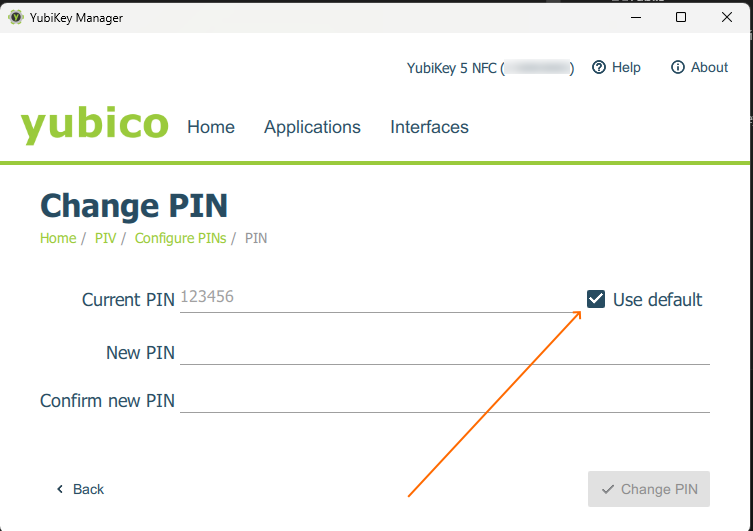 YubiKey Manager
YubiKey 5 NFC ( ) Help About
yubico Home Applications Interfaces
Change PIN
Home / PIV / Configure PINs / PIN
Current PIN 123456 Use default
New PIN
Confirm new PIN
Back Change PIN